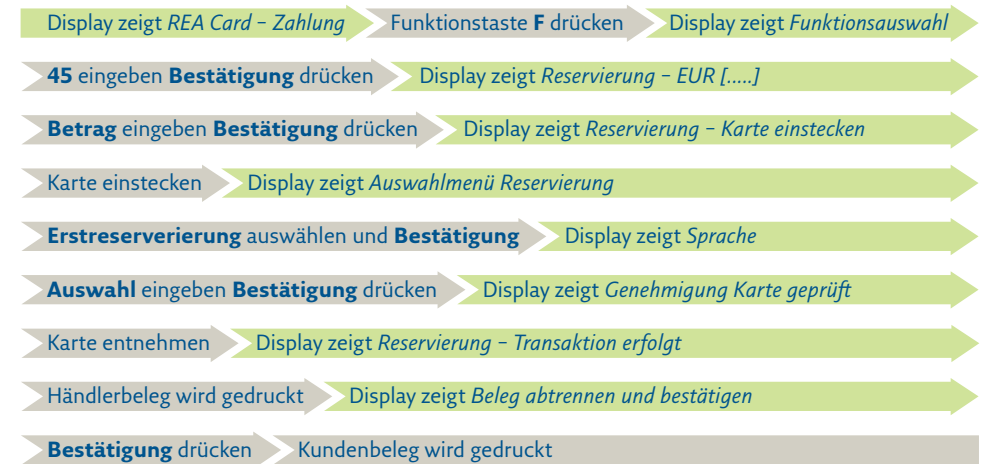 Display zeigt REA Card – Zahlung Funktionstaste F drücken Display zeigt Funktionsauswahl
45 eingeben Bestätigung drücken Display zeigt Reservierung – EUR [.....]
Betrag eingeben Bestätigung drücken Display zeigt Reservierung – Karte einstecken
Karte einstecken Display zeigt Auswahlmenü Reservierung
Erstreserverierung auswählen und Bestätigung Display zeigt Sprache
Auswahl eingeben Bestätigung drücken Display zeigt Genehmigung Karte geprüft
Karte entnehmen Display zeigt Reservierung – Transaktion erfolgt
Händlerbeleg wird gedruckt Display zeigt Beleg abtrennen und bestätigen
Bestätigung drücken Kundenbeleg wird gedruckt